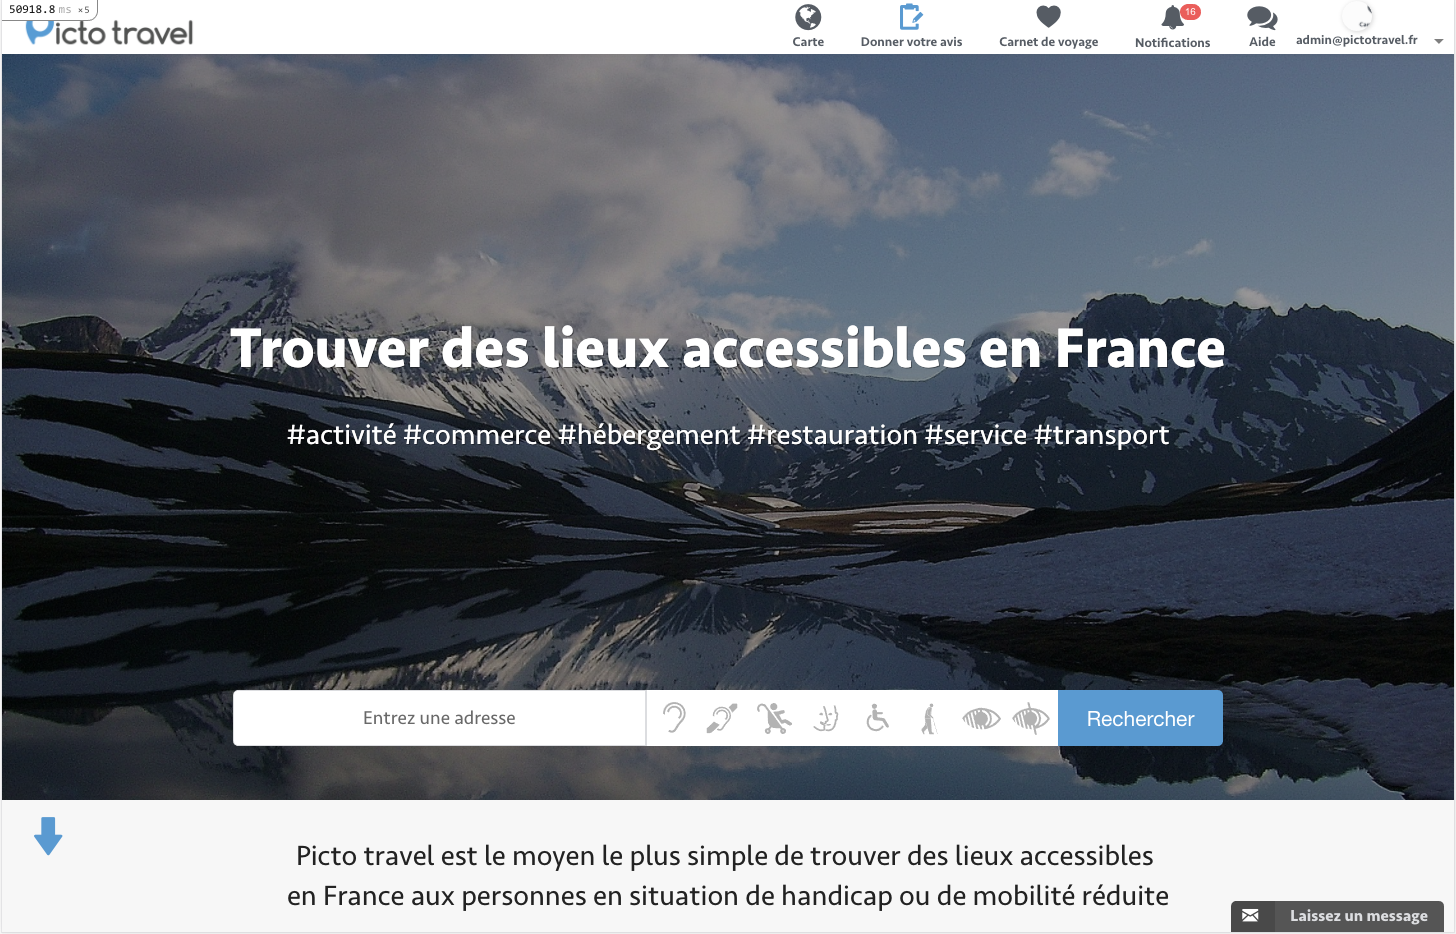 50918.8 ms ×5
Picto travel
Carte
Donner votre avis
Carnet de voyage
16
Notifications
Aide
admin@pictotravel.fr
Trouver des lieux accessibles en France
#activité #commerce #hébergement #restauration #service #transport
Entrez une adresse
Rechercher
Picto travel est le moyen le plus simple de trouver des lieux accessibles
en France aux personnes en situation de handicap ou de mobilité réduite
Laissez un message